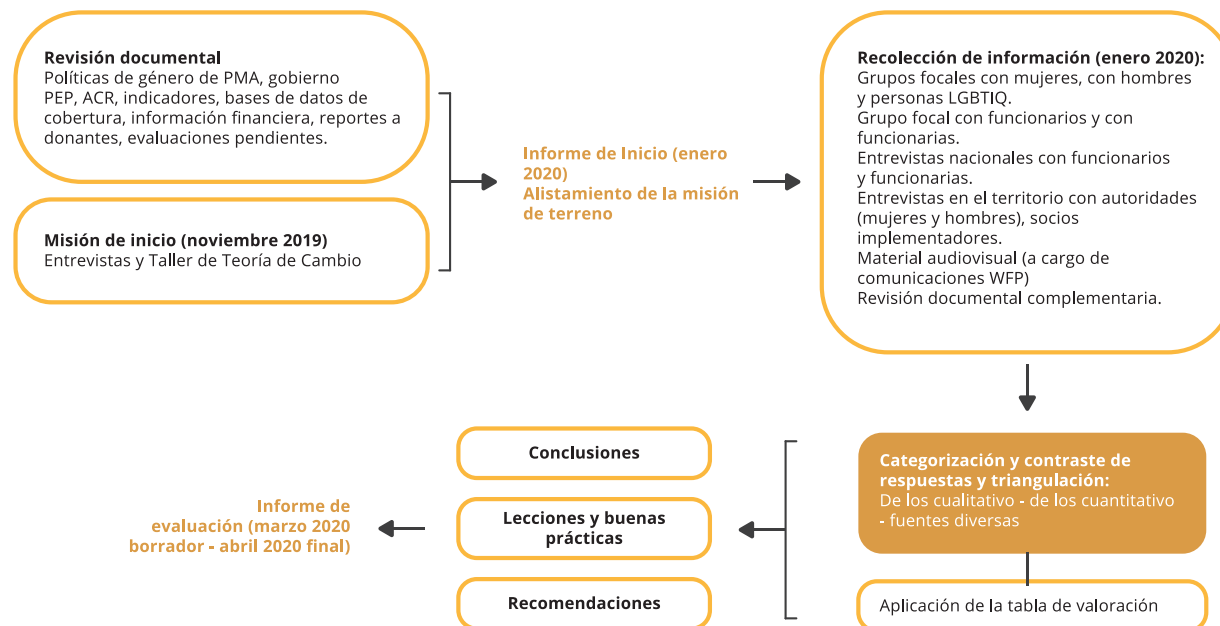 Revisión documental
Políticas de género de PMA, gobierno
PEP, ACR, indicadores, bases de datos de
cobertura, información financiera, reportes a
donantes, evaluaciones pendientes.
Misión de inicio (noviembre 2019)
Entrevistas y Taller de Teoría de Cambio
Informe de Inicio (enero
2020)
Alistamiento de la misión
de terreno
Recolección de información (enero 2020):
Grupos focales con mujeres, con hombres
y personas LGBTIQ.
Grupo focal con funcionarios y con
funcionarias.
Entrevistas nacionales con funcionarios
y funcionarias.
Entrevistas en el territorio con autoridades
(mujeres y hombres), socios
implementadores.
Material audiovisual (a cargo de
comunicaciones WFP)
Revisión documental complementaria.
Categorización y contraste de
respuestas y triangulación:
De los cualitativo - de los cuantitativo
- fuentes diversas
Aplicación de la tabla de valoración
Conclusiones
Lecciones y buenas
prácticas
Recomendaciones
Informe de
evaluación (marzo 2020
borrador - abril 2020 final)